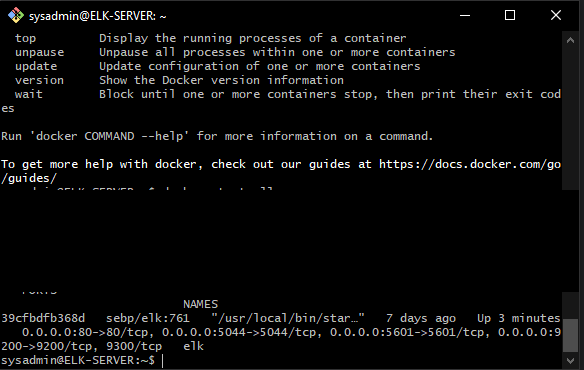 sysadmin@ELK-SERVER: ~
top Display the running processes of a container
unpause Unpause all processes within one or more containers
update Update configuration of one or more containers
version Show the Docker version information
wait Block until one or more containers stop, then print their exit cod
es
Run 'docker COMMAND --help' for more information on a command.
To get more help with docker, check out our guides at https://docs.docker.com/go
/guides/
NAMES
39cfbdfb368d sebp/elk:761 "/usr/local/bin/star…" 7 days ago Up 3 minutes
0.0.0.0:80->80/tcp, 0.0.0.0:5044->5044/tcp, 0.0.0.0:5601->5601/tcp, 0.0.0.0:9
200->9200/tcp, 9300/tcp elk
sysadmin@ELK-SERVER:~$